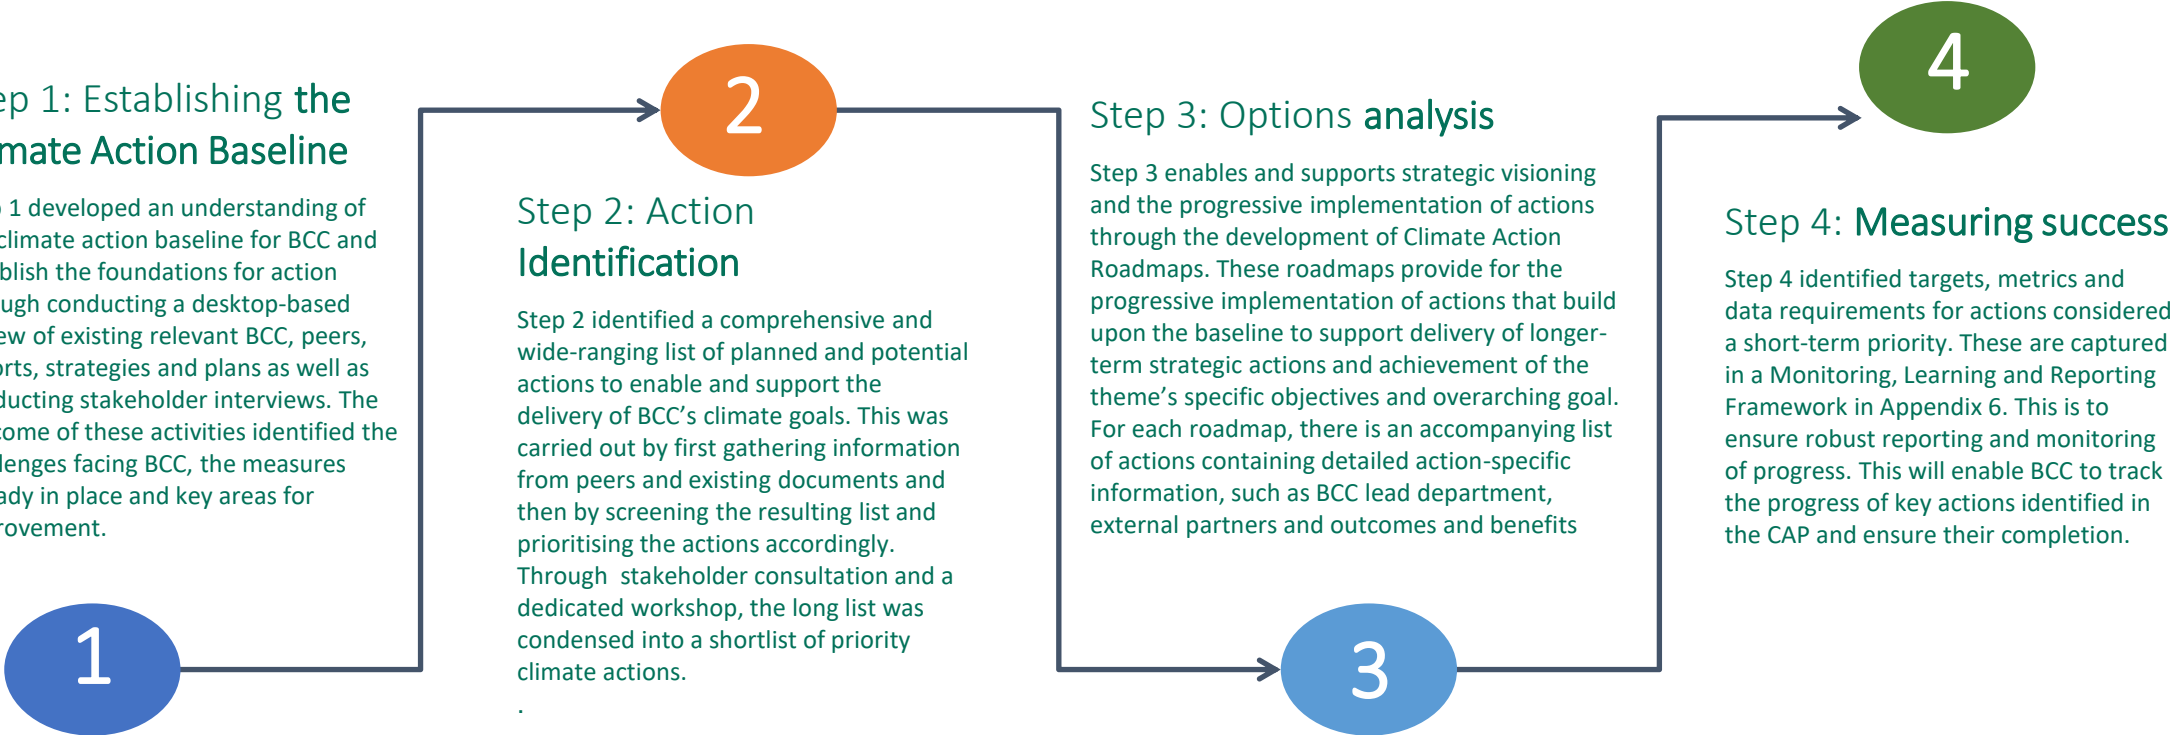 ep 1: Establishing the
mate Action Baseline
1 developed an understanding of
climate action baseline for BCC and
blish the foundations for action
ugh conducting a desktop-based
ew of existing relevant BCC, peers,
orts, strategies and plans as well as
ducting stakeholder interviews. The
come of these activities identified the
lenges facing BCC, the measures
ady in place and key areas for
rovement.
1
2
Step 2: Action
Identification
Step 2 identified a comprehensive and
wide-ranging list of planned and potential
actions to enable and support the
delivery of BCC’s climate goals. This was
carried out by first gathering information
from peers and existing documents and
then by screening the resulting list and
prioritising the actions accordingly.
Through  stakeholder consultation and a
dedicated workshop, the long list was
condensed into a shortlist of priority
climate actions.
.
Step 3: Options analysis
Step 3 enables and supports strategic visioning
and the progressive implementation of actions
through the development of Climate Action
Roadmaps. These roadmaps provide for the
progressive implementation of actions that build
upon the baseline to support delivery of longer-
term strategic actions and achievement of the
theme’s specific objectives and overarching goal.
For each roadmap, there is an accompanying list
of actions containing detailed action-specific
information, such as BCC lead department,
external partners and outcomes and benefits
3
4
Step 4: Measuring success
Step 4 identified targets, metrics and
data requirements for actions considered
a short-term priority. These are captured
in a Monitoring, Learning and Reporting
Framework in Appendix 6. This is to
ensure robust reporting and monitoring
of progress. This will enable BCC to track
the progress of key actions identified in
the CAP and ensure their completion.